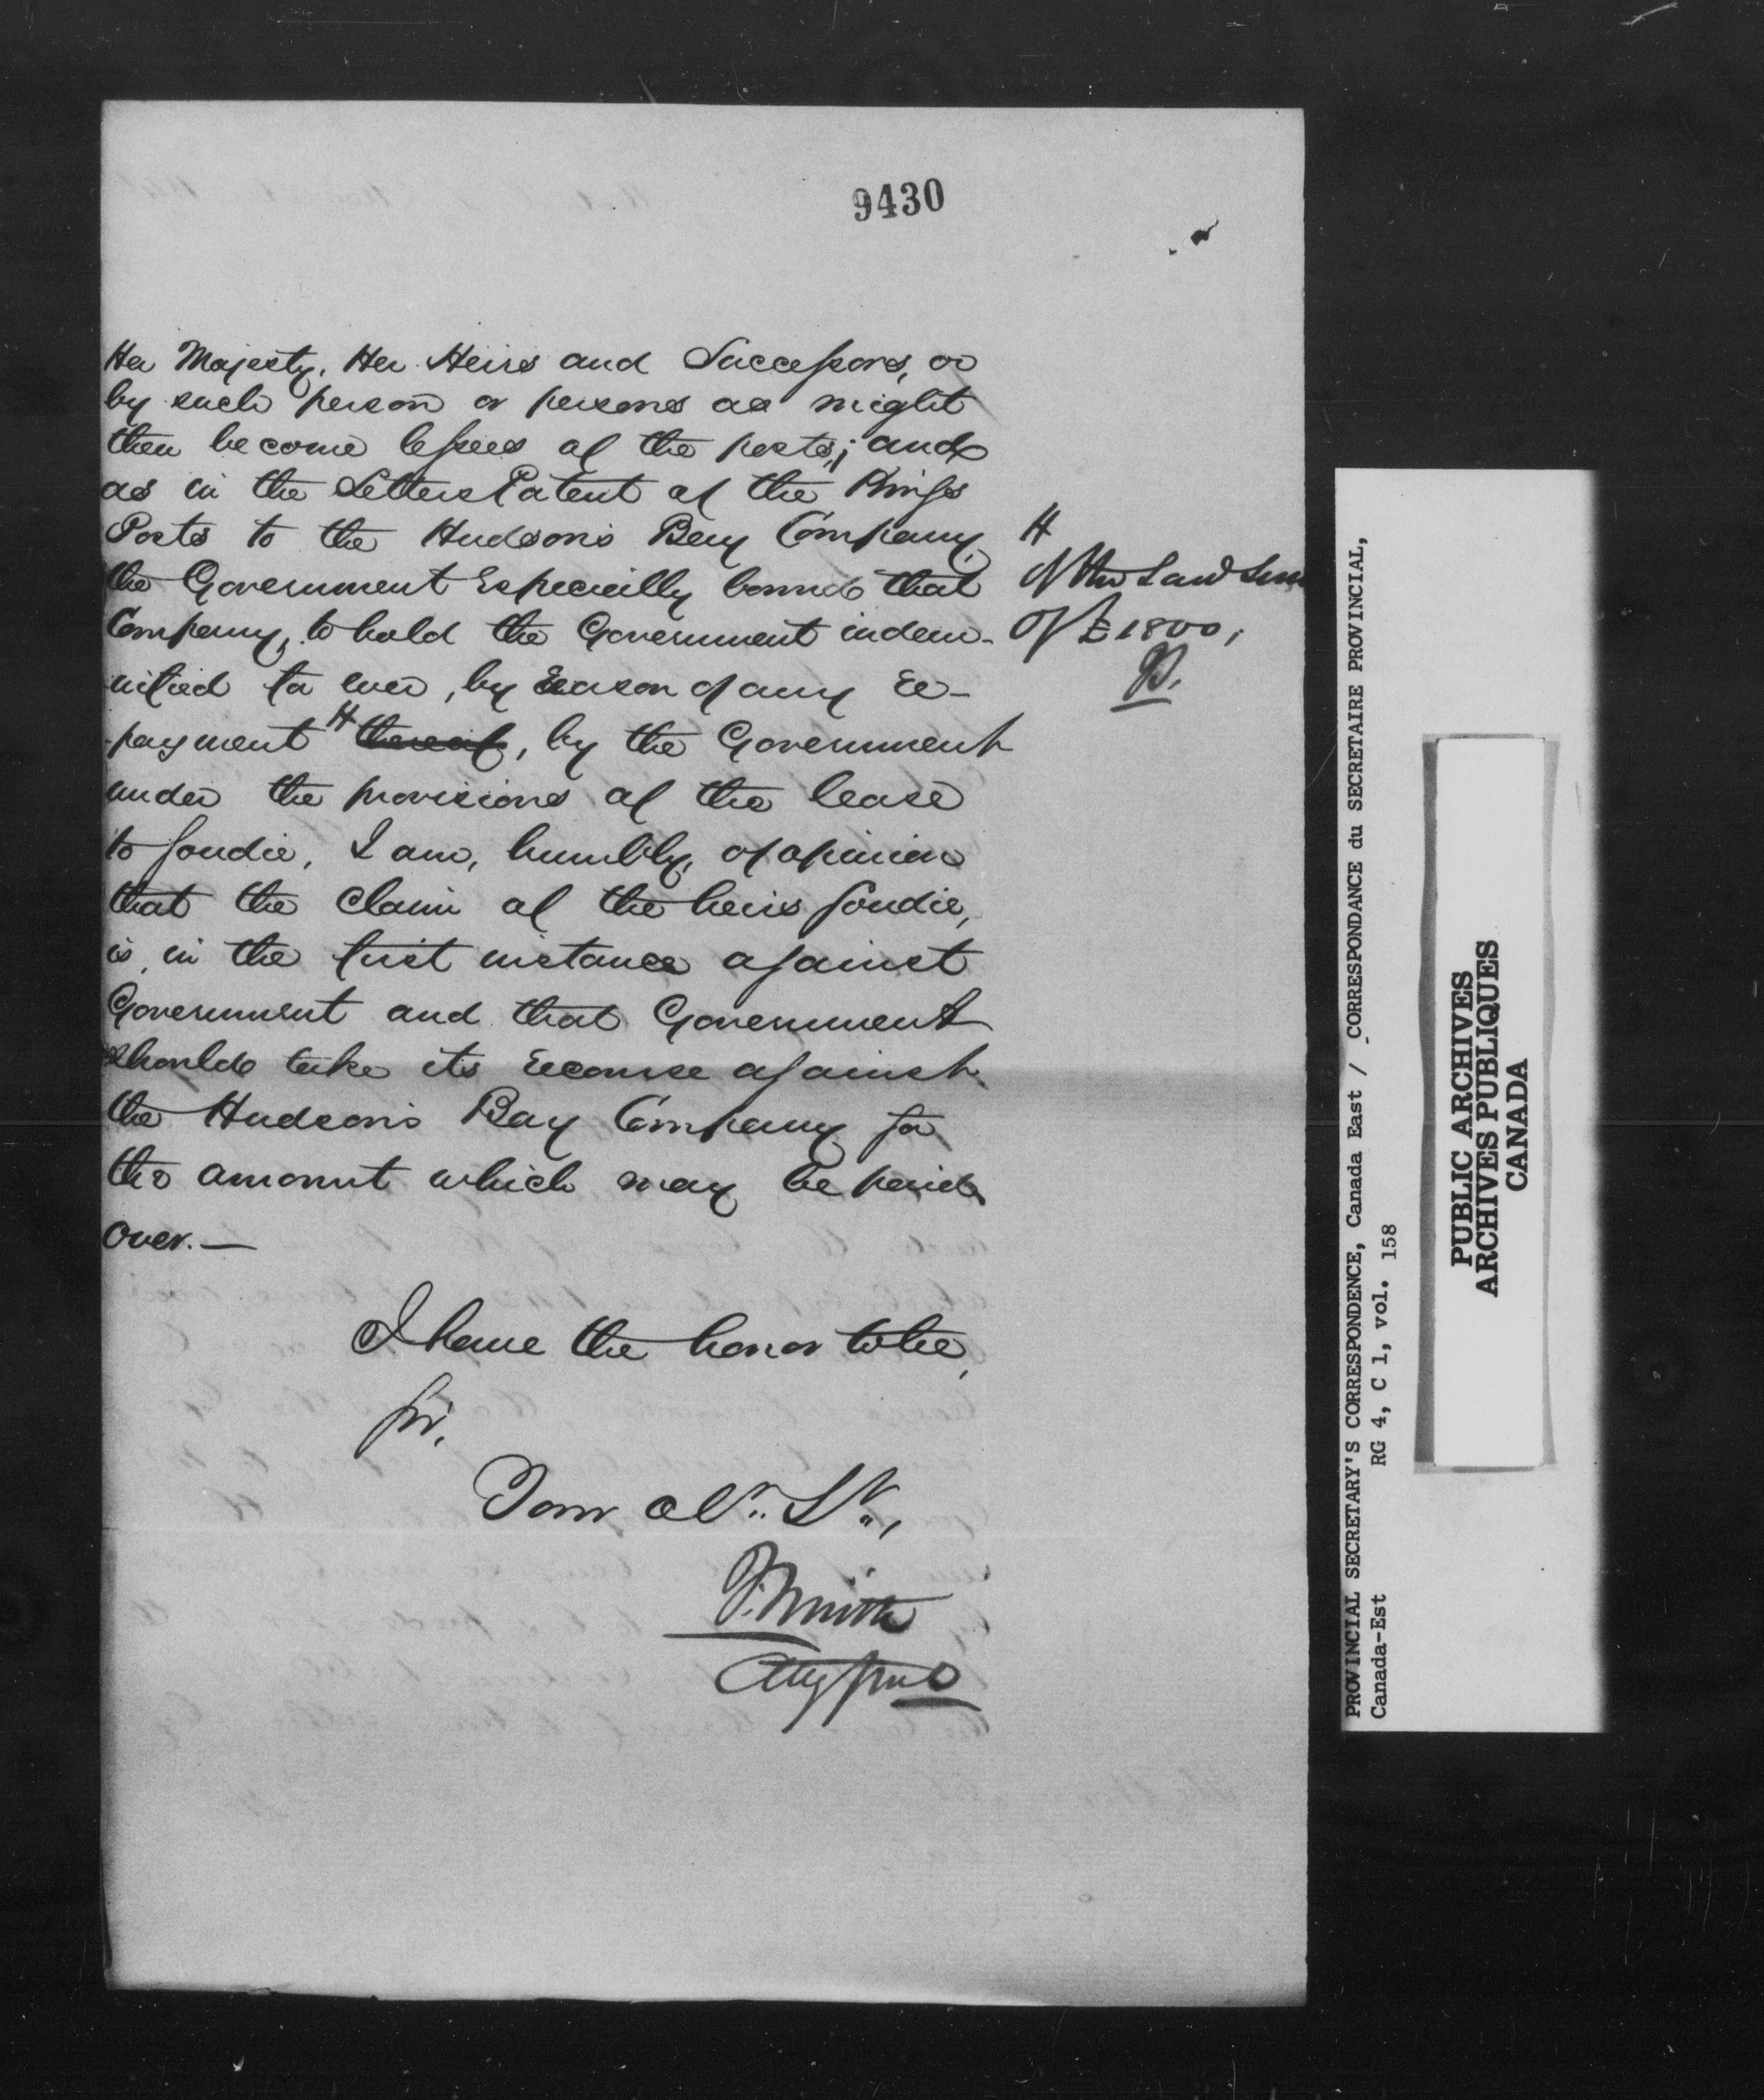 9430
Her Majesty, Her Heirs and Successors, or
by such person or persons as might
then become lessees of the posts; and
as in the Letters Patent of the Kings
Posts to the Hudson's Bay Company,
the Government Especially bound that
Company, to hold the Government indem-
nified for ever, by reason of any re-
payment # thereof, by the Government
under the provisions of the lease
to Goudie, I am, humbly, of opinion
that the Claim of the heirs Goudie,
is, in the first instance against
Government and that Government
should take its recourse against
the Hudson's Bay Company for
the amount which may be paid
over.—
#
Of the said sum
Of £1800,
I have the honor to be,
Sir,
Your ob. St.,
J. Smith
Atty Genl
PROVINCIAL SECRETARY'S CORRESPONDENCE, Canada East / CORRESPONDANCE du SECRETAIRE PROVINCIAL,
Canada-Est RG 4, C 1, vol. 158
PUBLIC ARCHIVES
ARCHIVES PUBLIQUES
CANADA